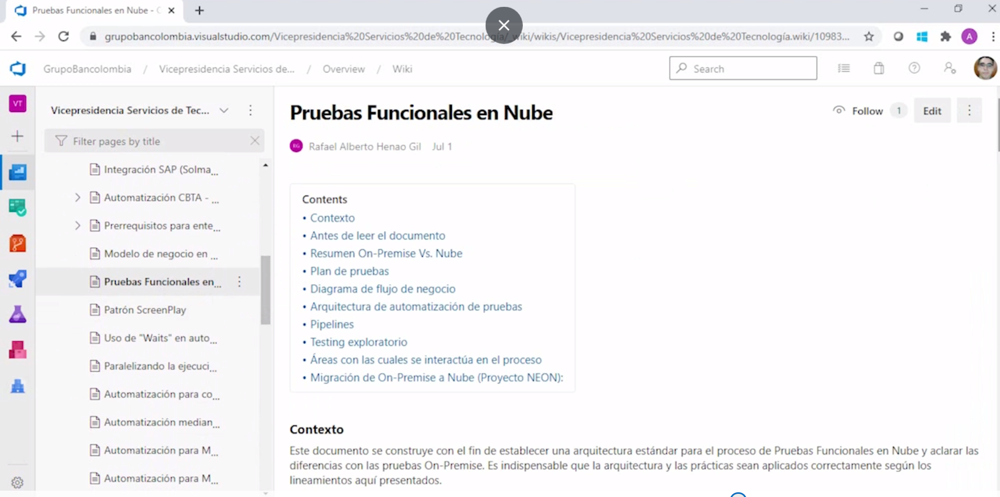 Pruebas Funcionales en Nube -
grupobancolombia.visualstudio.com/Vicepresidencia%20Servicios%20de%20Tecnología/_wiki/wikis/Vicepresidencia%20Servicios%20de%20Tecnología.wiki/10983...
A
GrupoBancolombia / Vicepresidencia Servicios de... / Overview / Wiki
Search
VT
Vicepresidencia Servicios de Tec...
Filter pages by title
Integración SAP (Solma...
Automatización CBTA - ...
Prerrequisitos para ente...
Modelo de negocio en ...
Pruebas Funcionales en...
Patrón ScreenPlay
Uso de "Waits" en auto...
Paralelizando la ejecuci...
Automatización para co...
Automatización median...
Automatización para M...
Automatización para M...
Pruebas Funcionales en Nube
Follow 1 Edit
RG Rafael Alberto Henao Gil Jul 1
Contents
• Contexto
• Antes de leer el documento
• Resumen On-Premise Vs. Nube
• Plan de pruebas
• Diagrama de flujo de negocio
• Arquitectura de automatización de pruebas
• Pipelines
• Testing exploratorio
• Áreas con las cuales se interactúa en el proceso
• Migración de On-Premise a Nube (Proyecto NEON):
Contexto
Este documento se construye con el fin de establecer una arquitectura estándar para el proceso de Pruebas Funcionales en Nube y aclarar las
diferencias con las pruebas On-Premise. Es indispensable que la arquitectura y las prácticas sean aplicados correctamente según los
lineamientos aquí presentados.